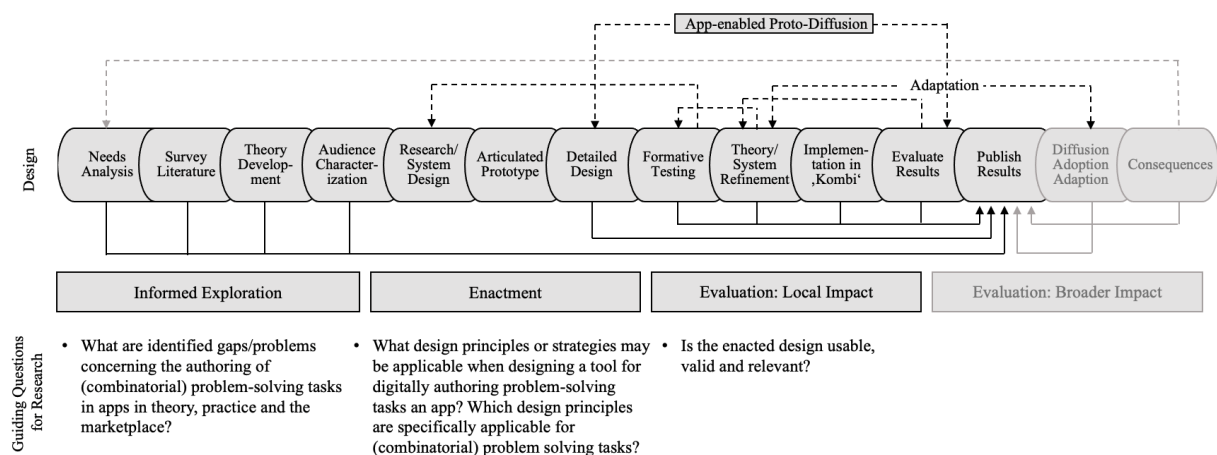 App-enabled Proto-Diffusion
Adaptation
Design
Needs
Analysis
Survey
Literature
Theory
Develop-
ment
Audience
Character-
ization
Research/
System
Design
Articulated
Prototype
Detailed
Design
Formative
Testing
Theory/
System
Refinement
Implemen-
tation in
‚Kombi‘
Evaluate
Results
Publish
Results
Diffusion
Adoption
Adaption
Consequences
Informed Exploration
Enactment
Evaluation: Local Impact
Evaluation: Broader Impact
Guiding Questions
for Research
• What are identified gaps/problems
concerning the authoring of
(combinatorial) problem-solving tasks
in apps in theory, practice and the
marketplace?
• What design principles or strategies may
be applicable when designing a tool for
digitally authoring problem-solving
tasks an app? Which design principles
are specifically applicable for
(combinatorial) problem solving tasks?
• Is the enacted design usable,
valid and relevant?